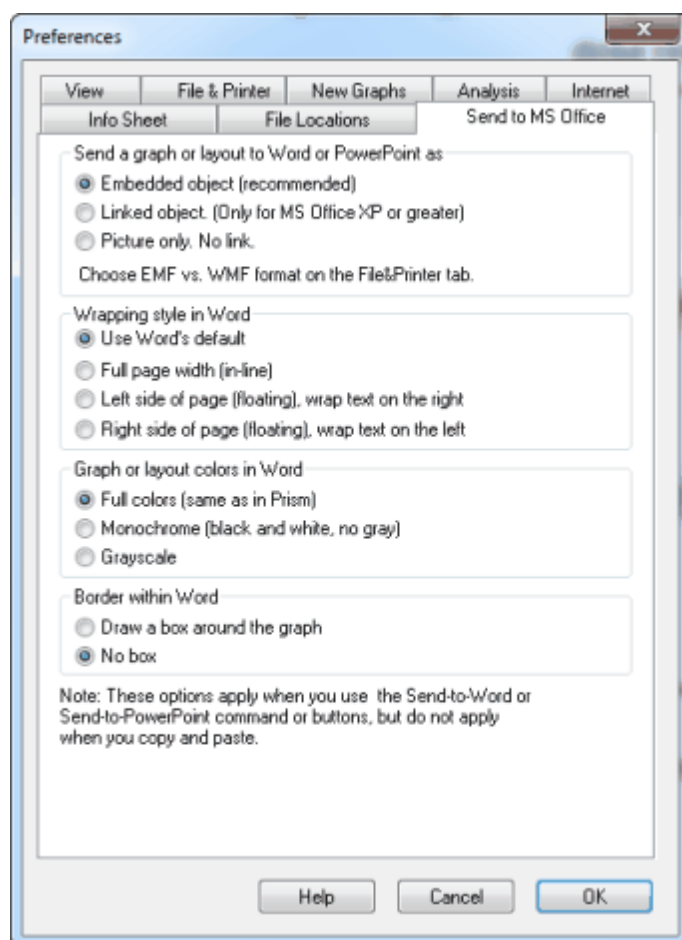 Preferences
View File & Printer New Graphs Analysis Internet
Info Sheet File Locations Send to MS Office
Send a graph or layout to Word or PowerPoint as
Embedded object (recommended)
Linked object. (Only for MS Office XP or greater)
Picture only. No link.
Choose EMF vs. WMF format on the File&Printer tab.
Wrapping style in Word
Use Word's default
Full page width (in-line)
Left side of page (floating), wrap text on the right
Right side of page (floating), wrap text on the left
Graph or layout colors in Word
Full colors (same as in Prism)
Monochrome (black and white, no gray)
Grayscale
Border within Word
Draw a box around the graph
No box
Note: These options apply when you use the Send-to-Word or
Send-to-PowerPoint command or buttons, but do not apply
when you copy and paste.
Help Cancel OK